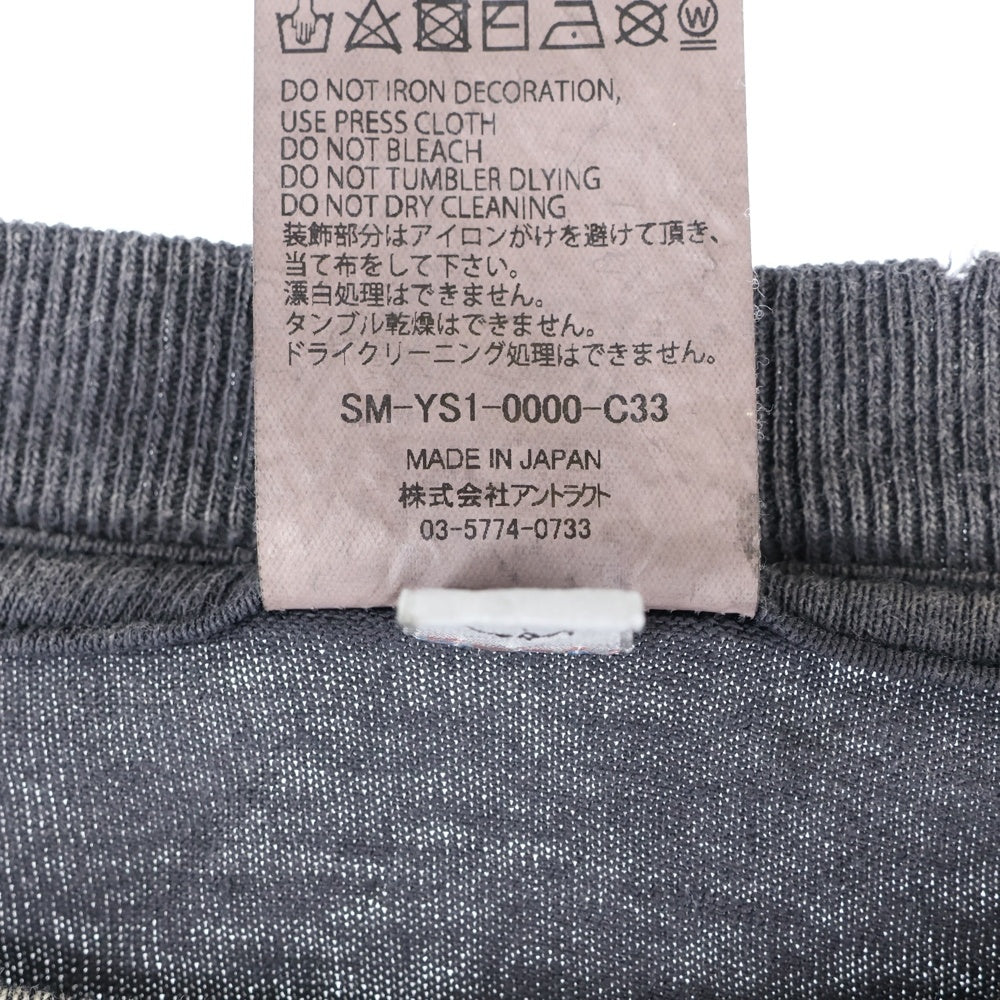 W
DO NOT IRON DECORATION,
USE PRESS CLOTH
DO NOT BLEACH
DO NOT TUMBLER DLYING
DO NOT DRY CLEANING
装飾部分はアイロンがけを避けて頂き、
当て布をして下さい。
漂白処理はできません。
タンブル乾燥はできません。
ドライクリーニング処理はできません。
SM-YS1-0000-C33
MADE IN JAPAN
株式会社アントラクト
03-5774-0733